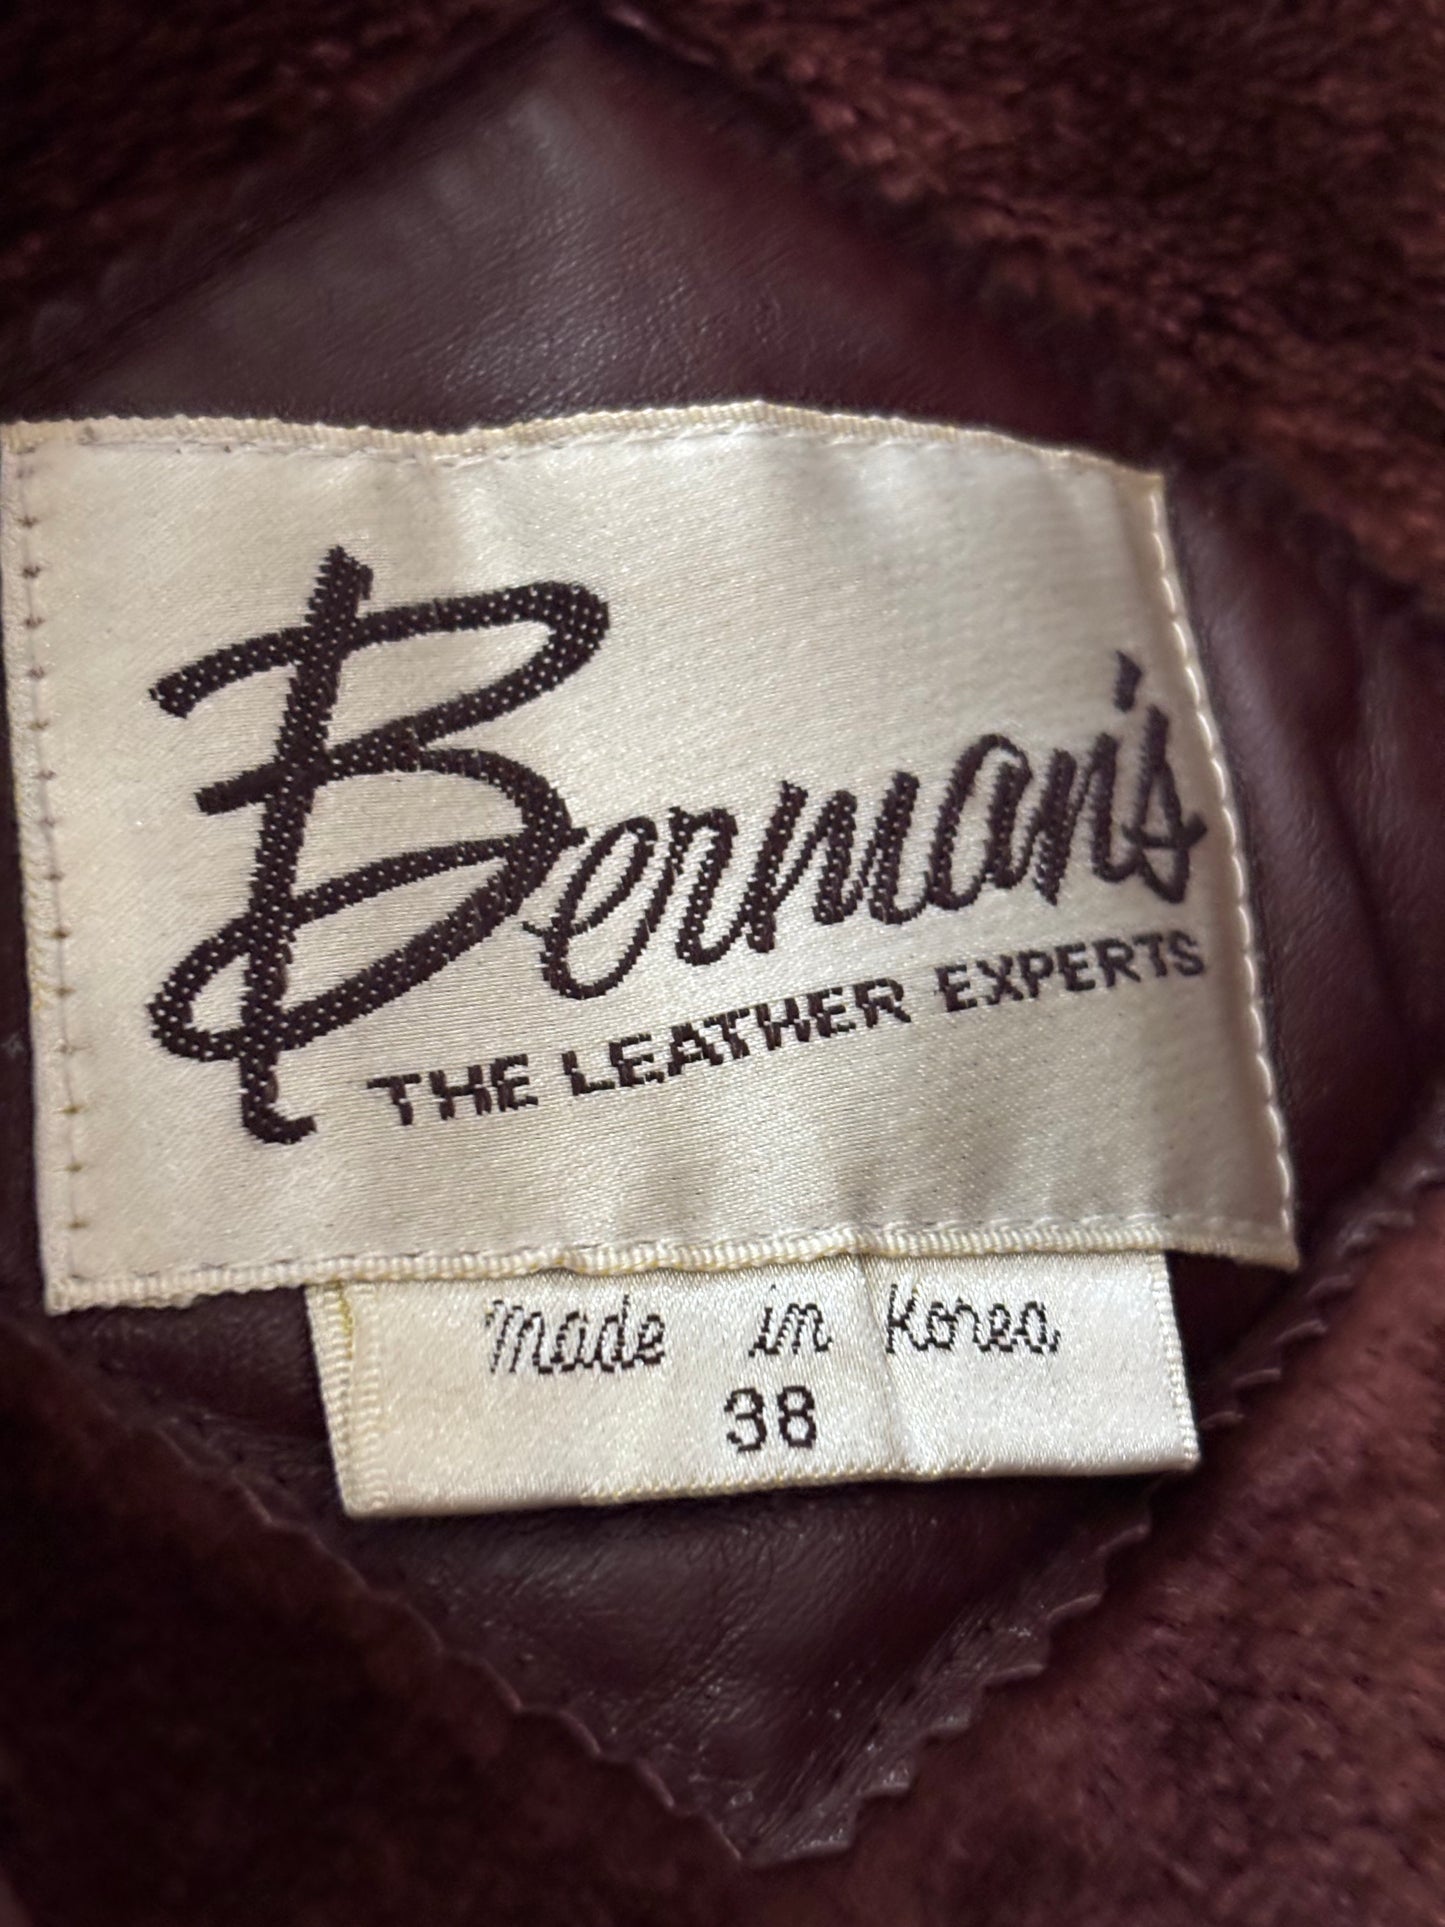 Berman's
THE LEATHER EXPERTS
made in Korea
38